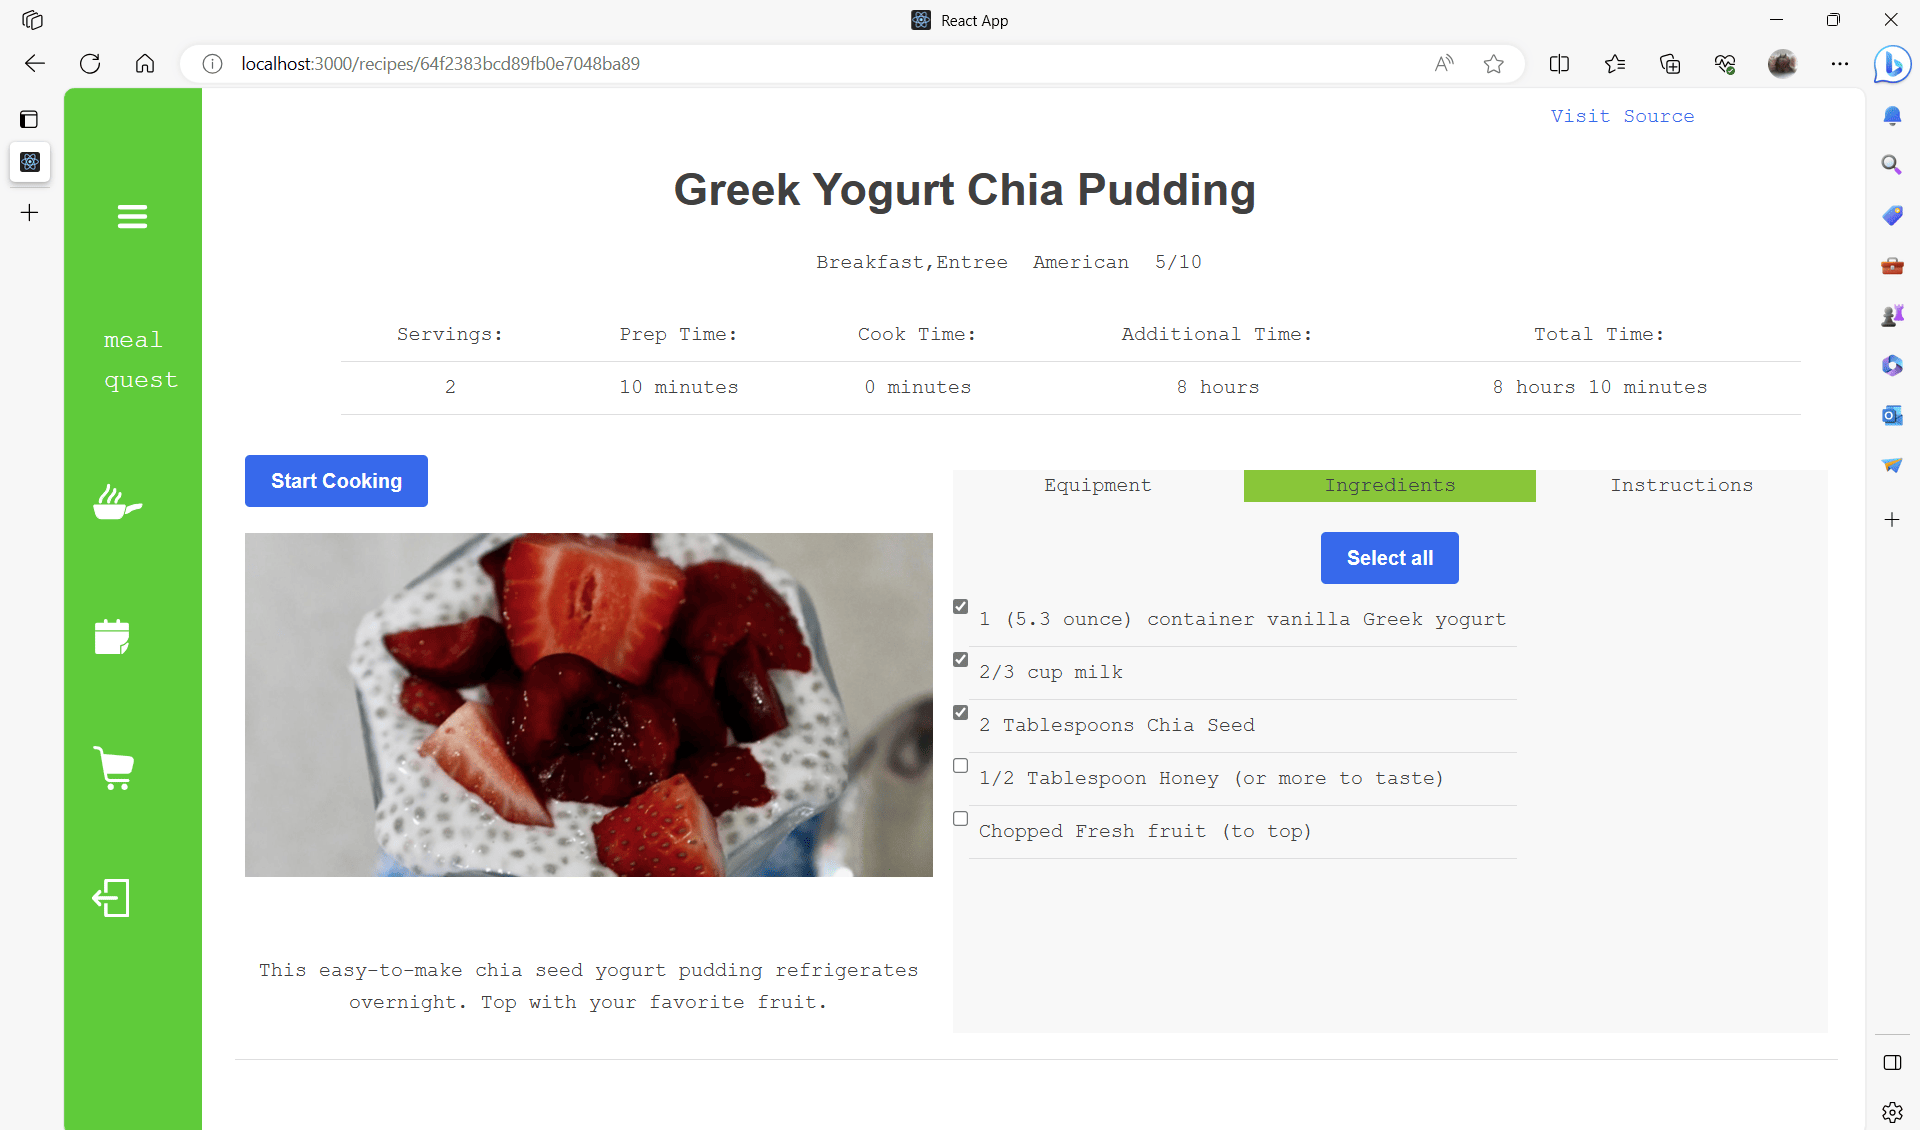 React App
localhost:3000/recipes/64f2383bcd89fb0e7048ba89
Visit Source
Greek Yogurt Chia Pudding
Breakfast,Entree American 5/10
Servings: Prep Time: Cook Time: Additional Time: Total Time:
2 10 minutes 0 minutes 8 hours 8 hours 10 minutes
meal
quest
Start Cooking
Equipment Ingredients Instructions
Select all
1 (5.3 ounce) container vanilla Greek yogurt
2/3 cup milk
2 Tablespoons Chia Seed
1/2 Tablespoon Honey (or more to taste)
Chopped Fresh fruit (to top)
This easy-to-make chia seed yogurt pudding refrigerates
overnight. Top with your favorite fruit.